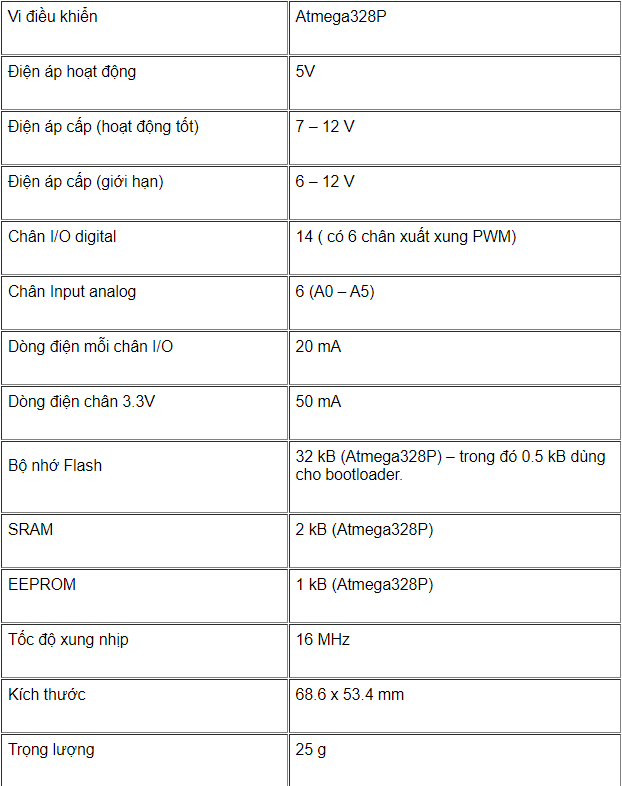 Vi điều khiển
Atmega328P
Điện áp hoạt động
5V
Điện áp cấp (hoạt động tốt)
7 – 12 V
Điện áp cấp (giới hạn)
6 – 12 V
Chân I/O digital
14 ( có 6 chân xuất xung PWM)
Chân Input analog
6 (A0 – A5)
Dòng điện mỗi chân I/O
20 mA
Dòng điện chân 3.3V
50 mA
Bộ nhớ Flash
32 kB (Atmega328P) – trong đó 0.5 kB dùng
cho bootloader.
SRAM
2 kB (Atmega328P)
EEPROM
1 kB (Atmega328P)
Tốc độ xung nhịp
16 MHz
Kích thước
68.6 x 53.4 mm
Trọng lượng
25 g